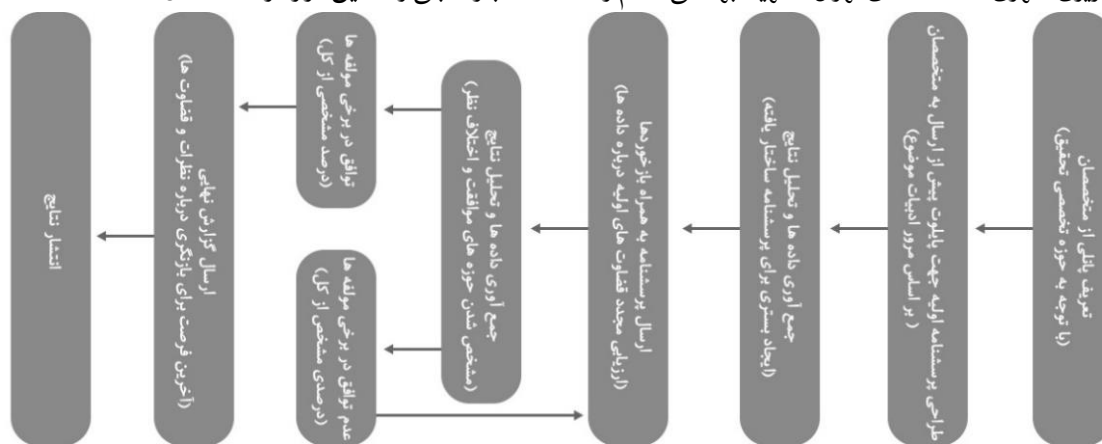 تعریف پانلی از متخصصان
(با توجه به حوزه تخصصی تحقیق)
طراحی پرسشنامه اولیه جهت پایلوت پیش از ارسال به متخصصان
(بر اساس مرور ادبیات موضوع)
جمع آوری داده ها و تحلیل نتایج
(ایجاد بستری برای پرسشنامه ساختار یافته)
ارسال پرسشنامه به همراه بازخوردها
(ارزیابی مجدد قضاوت های اولیه درباره داده ها)
جمع آوری داده ها و تحلیل نتایج
(مشخص شدن حوزه های موافقت و اختلاف نظر)
توافق در برخی مولفه ها
(درصد مشخصی از کل)
عدم توافق در برخی مولفه ها
(درصدی مشخص از کل)
ارسال گزارش نهایی
(آخرین فرصت برای بازنگری درباره نظرات و قضاوت ها)
انتشار نتایج